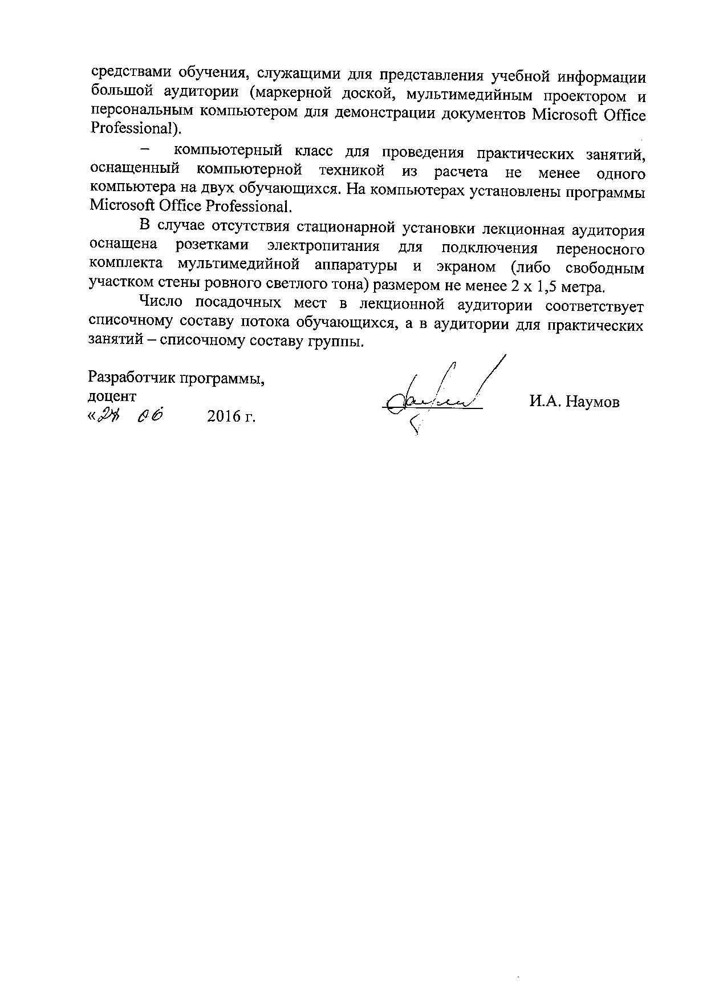 средствами обучения, служащими для представления учебной информации
большой аудитории (маркерной доской, мультимедийным проектором и
персональным компьютером для демонстрации документов Microsoft Office
Professional).
– компьютерный класс для проведения практических занятий,
оснащенный компьютерной техникой из расчета не менее одного
компьютера на двух обучающихся. На компьютерах установлены программы
Microsoft Office Professional.
В случае отсутствия стационарной установки лекционная аудитория
оснащена розетками электропитания для подключения переносного
комплекта мультимедийной аппаратуры и экраном (либо свободным
участком стены ровного светлого тона) размером не менее 2 х 1,5 метра.
Число посадочных мест в лекционной аудитории соответствует
списочному составу потока обучающихся, а в аудитории для практических
занятий – списочному составу группы.
Разработчик программы,
доцент
И.А. Наумов
« 06 2016 г.